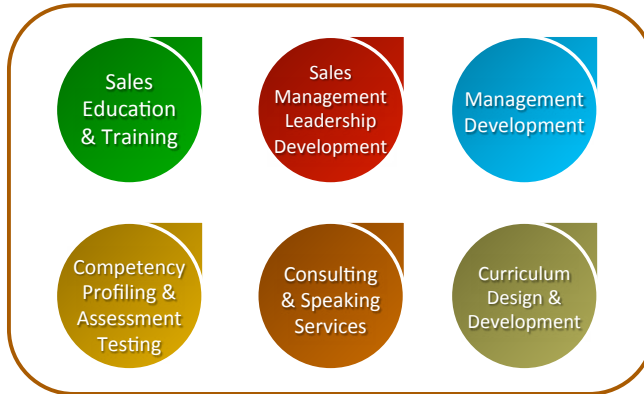 Sales
Education
& Training
Sales
Management
Leadership
Development
Management
Development
Competency
Profiling &
Assessment
Testing
Consulting
& Speaking
Services
Curriculum
Design &
Development